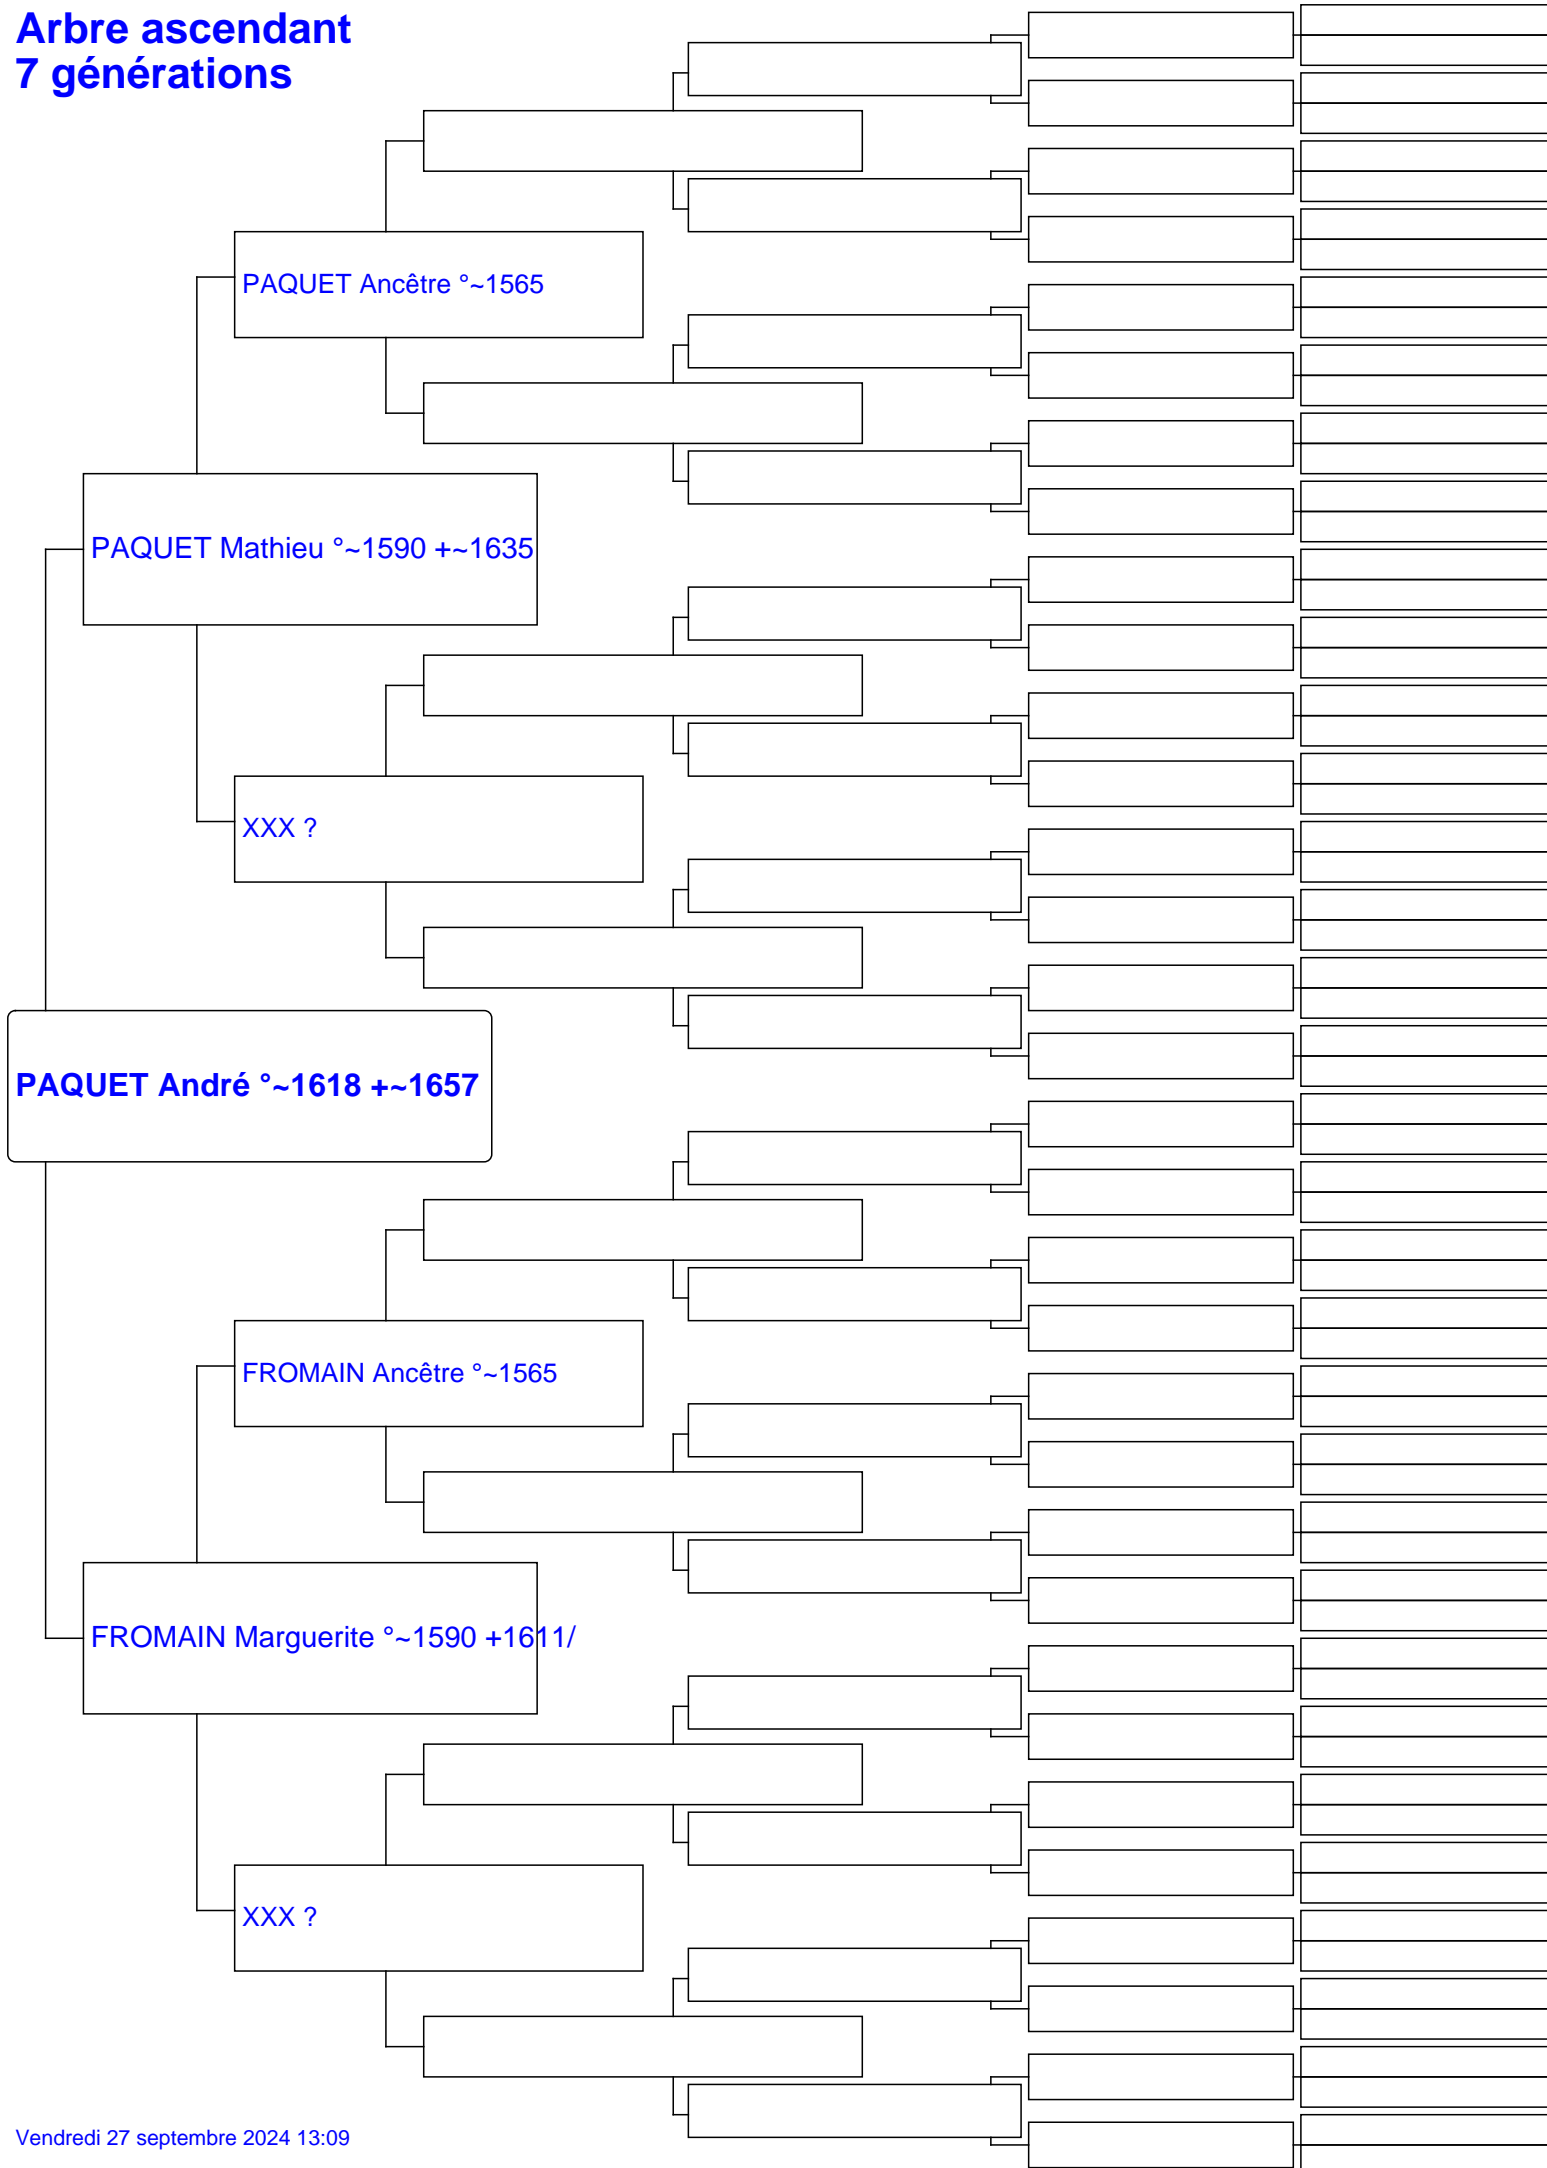 Arbre ascendant
7 générations
PAQUET Ancêtre °~1565
PAQUET Mathieu °~1590 +~1635
XXX ?
PAQUET André °~1618 +~1657
FROMAIN Ancêtre °~1565
FROMAIN Marguerite °~1590 +1611/
XXX ?
Vendredi 27 septembre 2024 13:09